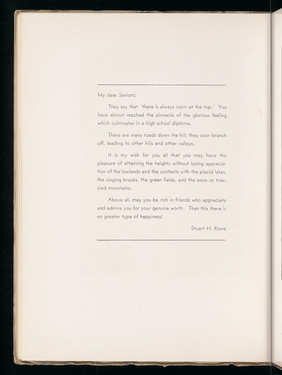 My dear Seniors:
They say that "there is always room at the top." You
have almost reached the pinnacle of the glorious feeling
which culminates in a high school diploma.
There are many roads down the hill; they soon branch
off, leading to other hills and other valleys.
It is my wish for you all that you may have the
pleasure of attaining the heights without losing apprecia-
tion of the lowlands and the contacts with the placid lakes,
the singing brooks, the green fields, and the snow or tree-
clad mountains.
Above all, may you be rich in friends who appreciate
and admire you for your genuine worth. Than this there is
no greater type of happiness!
Stuart H. Rowe